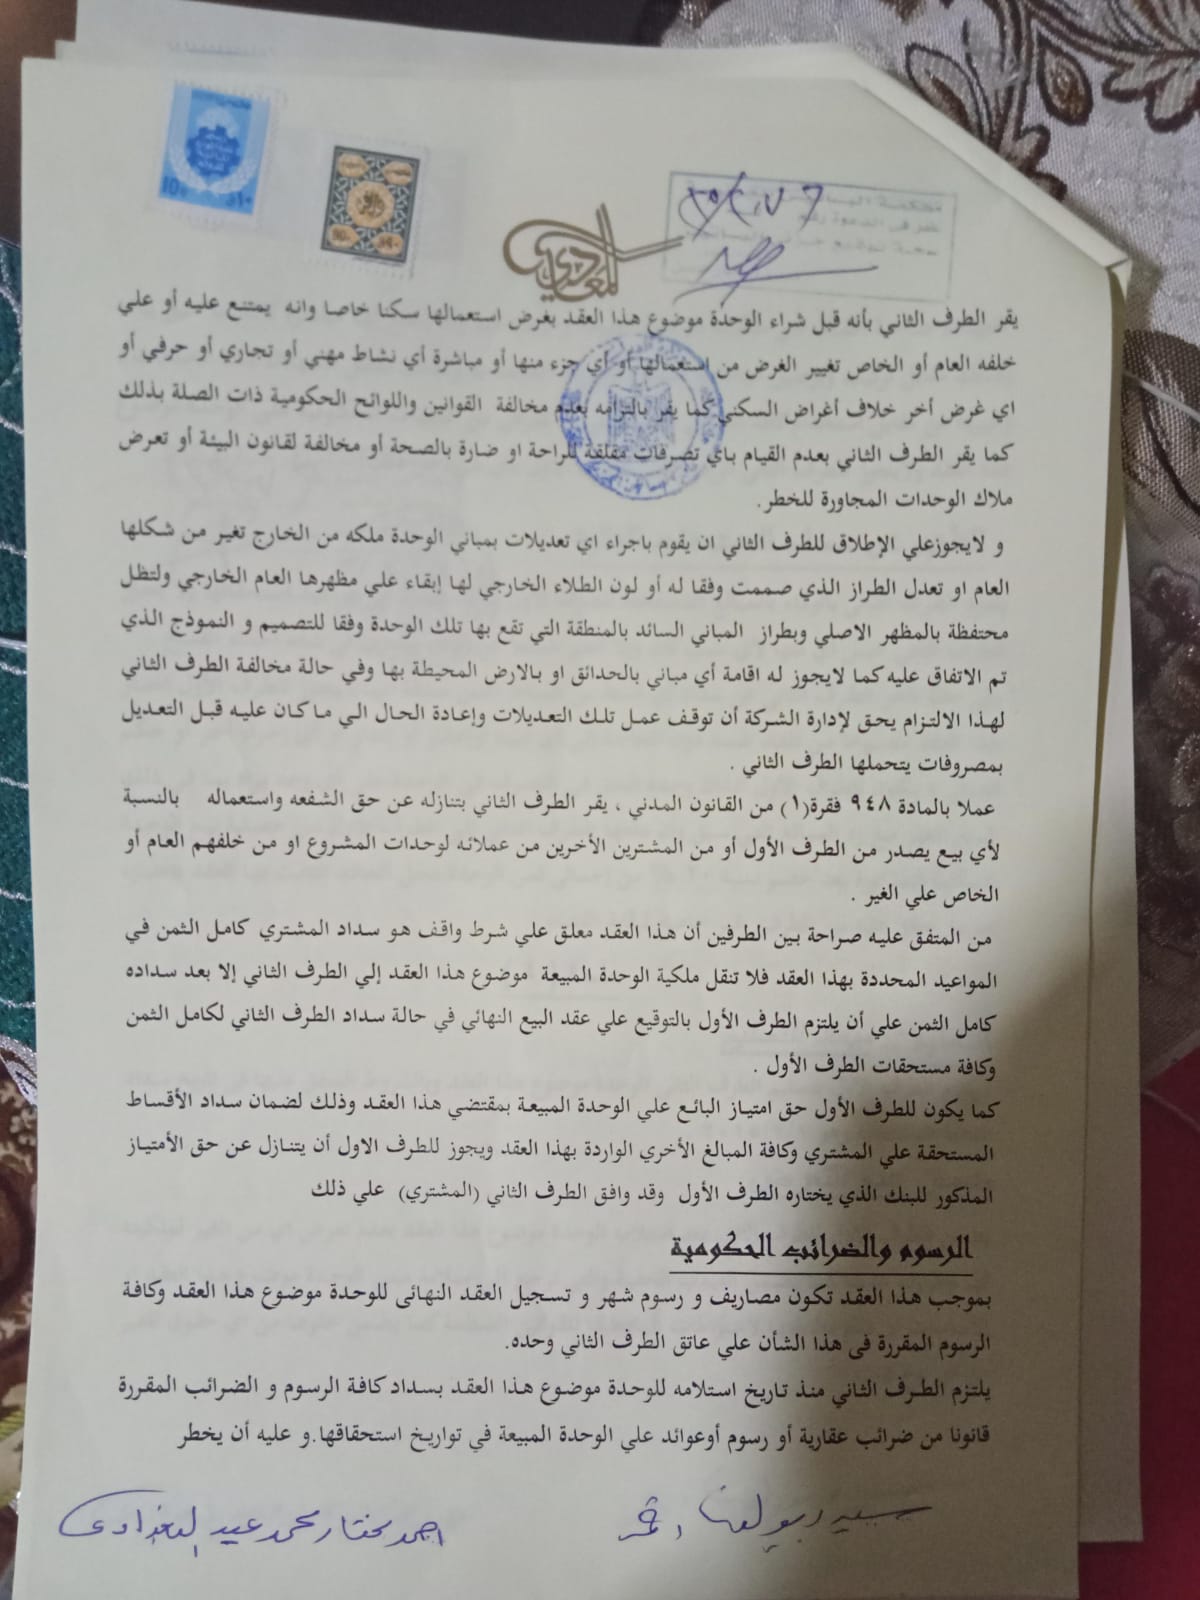 يقر الطرف الثاني بأنه قبل شراء الوحدة موضوع هذا العقد بغرض استعمالها سكنا خاصا وانه يمتنع عليه أو علي
خلفه العام أو الخاص تغيير الغرض من استعمالها أو أي جزء منها أو مباشرة أي نشاط مهني أو تجاري أو حرفي أو
اي غرض أخر خلاف أغراض السكني كما يقر بالتزامه بعدم مخالفة القوانين واللوائح الحكومية ذات الصلة بذلك
كما يقر الطرف الثاني بعدم القيام باي تصرفات مقلقة للراحة او ضارة بالصحة أو مخالفة لقانون البيئة أو تعرض
ملاك الوحدات المجاورة للخطر.
و لايجوزعلي الإطلاق للطرف الثاني ان يقوم باجراء اي تعديلات بمباني الوحدة ملكه من الخارج تغير من شكلها
العام او تعدل الطراز الذي صممت وفقا له أو لون الطلاء الخارجي لها إبقاء علي مظهرها العام الخارجي ولتظل
محتفظة بالمظهر الاصلي وبطراز المباني السائد بالمنطقة التي تقع بها تلك الوحدة وفقا للتصميم و النموذج الذي
تم الاتفاق عليه كما لايجوز له اقامة أي مباني بالحدائق او بالارض المحيطة بها وفي حالة مخالفة الطرف الثاني
لهذا الالتزام يحق لإدارة الشركة أن توقف عمل تلك التعديلات وإعادة الحال الي ما كان عليه قبل التعديل
بمصروفات يتحملها الطرف الثاني .
عملا بالمادة ٩٤٨ فقرة(١) من القانون المدني ، يقر الطرف الثاني بتنازله عن حق الشفعه واستعماله بالنسبة
لأي بيع يصدر من الطرف الأول أو من المشترين الأخرين من عملائه لوحدات المشروع او من خلفهم العام أو
الخاص علي الغير .
من المتفق عليه صراحة بين الطرفين أن هذا العقد معلق علي شرط واقف هو سداد المشتري كامل الثمن في
المواعيد المحددة بهذا العقد فلا تنقل ملكية الوحدة المبيعة موضوع هذا العقد إلي الطرف الثاني إلا بعد سداده
كامل الثمن علي أن يلتزم الطرف الأول بالتوقيع علي عقد البيع النهائي في حالة سداد الطرف الثاني لكامل الثمن
وكافة مستحقات الطرف الأول .
كما يكون للطرف الأول حق امتياز البائع علي الوحدة المبيعة بمقتضي هذا العقد وذلك لضمان سداد الأقساط
المستحقة علي المشتري وكافة المبالغ الأخري الواردة بهذا العقد ويجوز للطرف الاول أن يتنازل عن حق الأمتياز
المذكور للبنك الذي يختاره الطرف الأول وقد وافق الطرف الثاني (المشتري) علي ذلك
الرسوم والضرائب الحكومية
بموجب هذا العقد تكون مصاريف و رسوم شهر و تسجيل العقد النهائى للوحدة موضوع هذا العقد وكافة
الرسوم المقررة فى هذا الشأن علي عاتق الطرف الثاني وحده.
يلتزم الطرف الثاني منذ تاريخ استلامه للوحدة موضوع هذا العقد بسداد كافة الرسوم و الضرائب المقررة
قانونا من ضرائب عقارية أو رسوم أوعوائد علي الوحدة المبيعة في تواريخ استحقاقها.و عليه أن يخطر
احمد مختار محمد عيد البغدادى